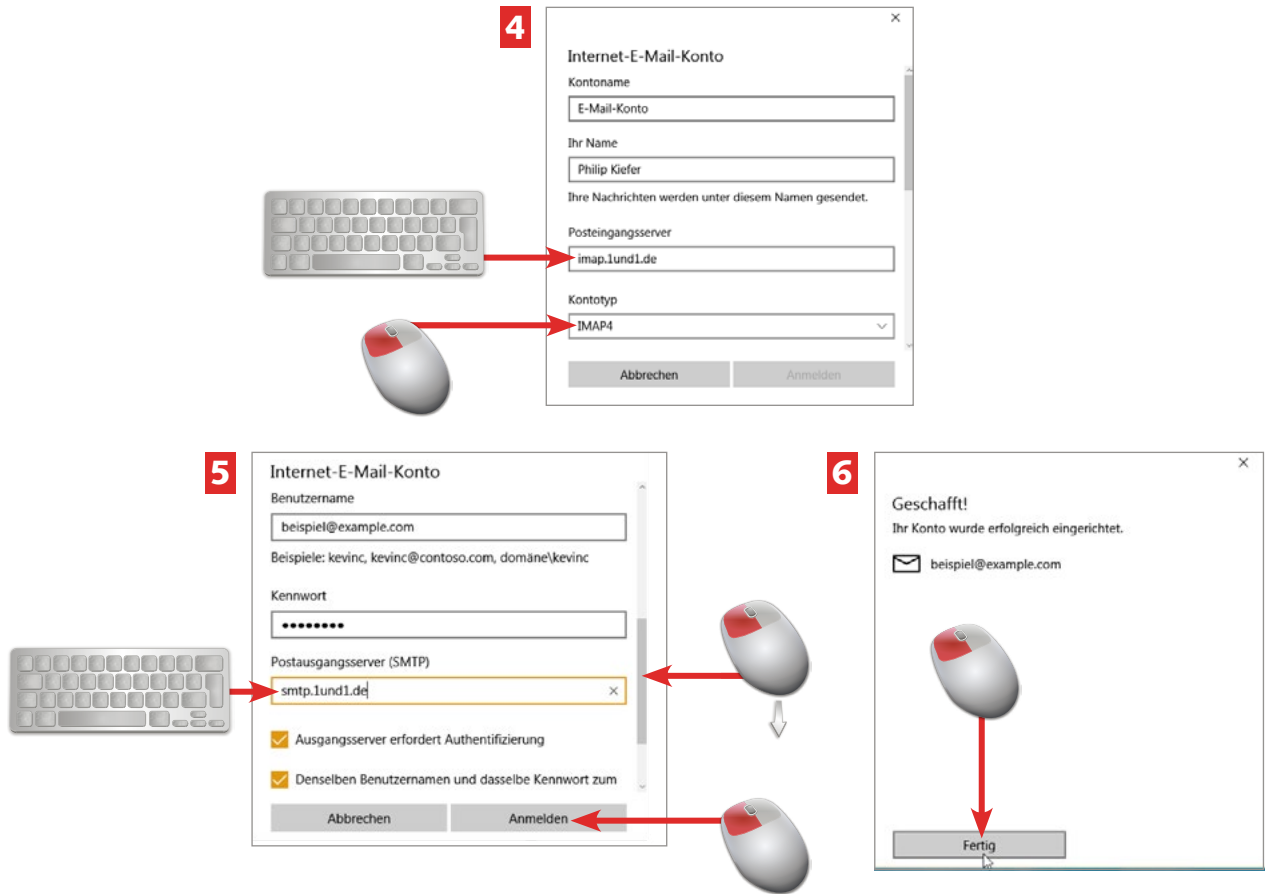 4
Internet-E-Mail-Konto
Kontoname
E-Mail-Konto
Ihr Name
Philip Kiefer
Ihre Nachrichten werden unter diesem Namen gesendet.
Posteingangsserver
imap.1und1.de
Kontotyp
IMAP4
Abbrechen
Anmelden
5
Internet-E-Mail-Konto
Benutzername
beispiel@example.com
Beispiele: kevinc, kevinc@contoso.com, domäne\kevinc
Kennwort
••••••••
Postausgangsserver (SMTP)
smtp.1und1.de
Ausgangsserver erfordert Authentifizierung
Denselben Benutzernamen und dasselbe Kennwort zum
Abbrechen
Anmelden
6
Geschafft!
Ihr Konto wurde erfolgreich eingerichtet.
beispiel@example.com
Fertig